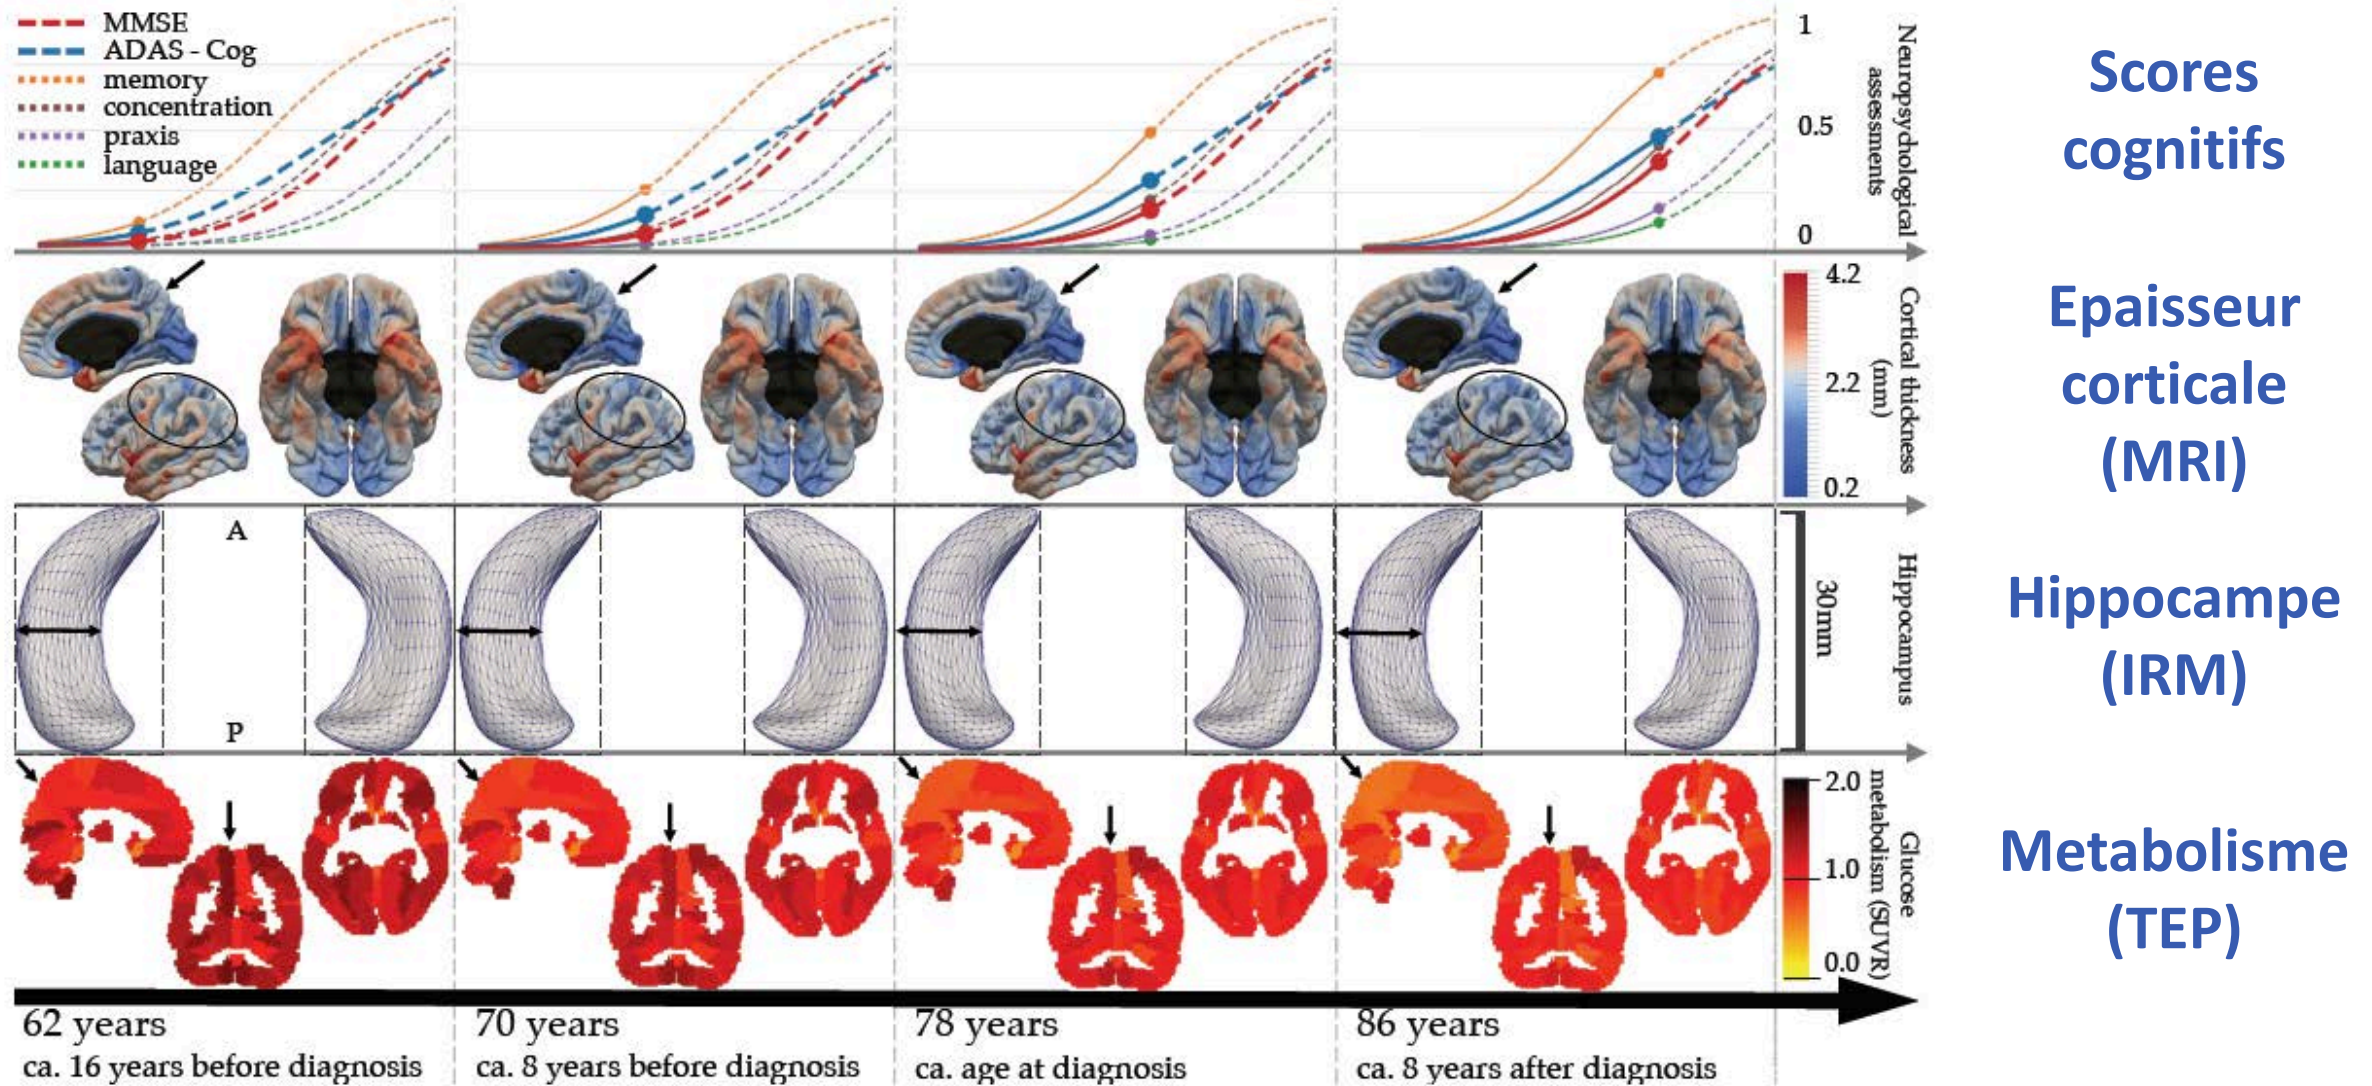 MMSE
ADAS - Cog
memory
concentration
praxis
language
1
0.5
0
Neuropsychological
assessments
Scores
cognitifs
4.2
2.2
0.2
Cortical thickness
(mm)
Epaisseur
corticale
(MRI)
A
P
30mm
Hippocampus
Hippocampe
(IRM)
2.0
1.0
0.0
Glucose
metabolism (SUVR)
Metabolisme
(TEP)
62 years
ca. 16 years before diagnosis
70 years
ca. 8 years before diagnosis
78 years
ca. age at diagnosis
86 years
ca. 8 years after diagnosis